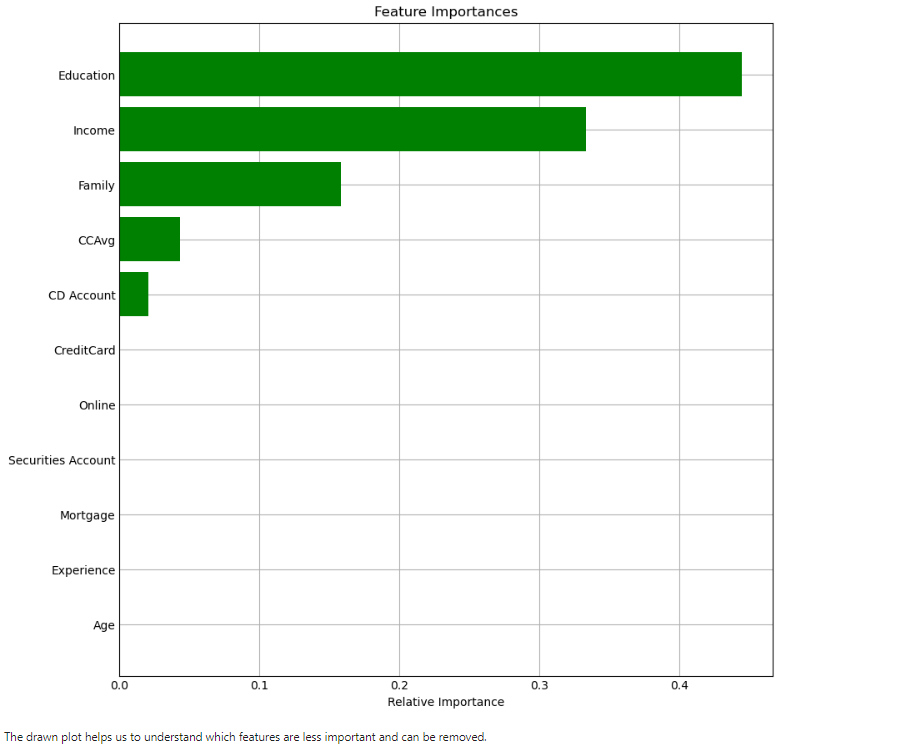 Feature Importances
Education
Income
Family
CCAvg
CD Account
CreditCard
Online
Securities Account
Mortgage
Experience
Age
0.0 0.1 0.2 0.3 0.4
Relative Importance
The drawn plot helps us to understand which features are less important and can be removed.